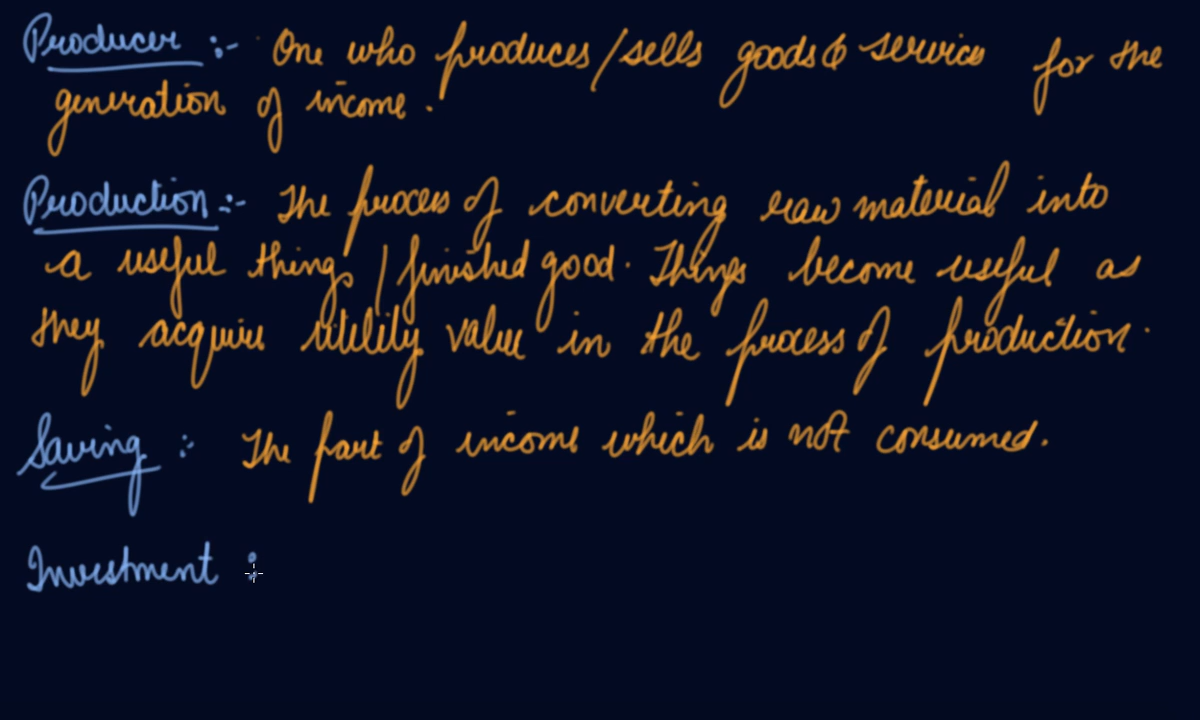 Producer :- One who produces/sells goods & services for the
generation of income.
Production :- The process of converting raw material into
a useful thing / finished good. Things become useful as
they acquire utility value in the process of production.
Saving : The part of income which is not consumed.
Investment :